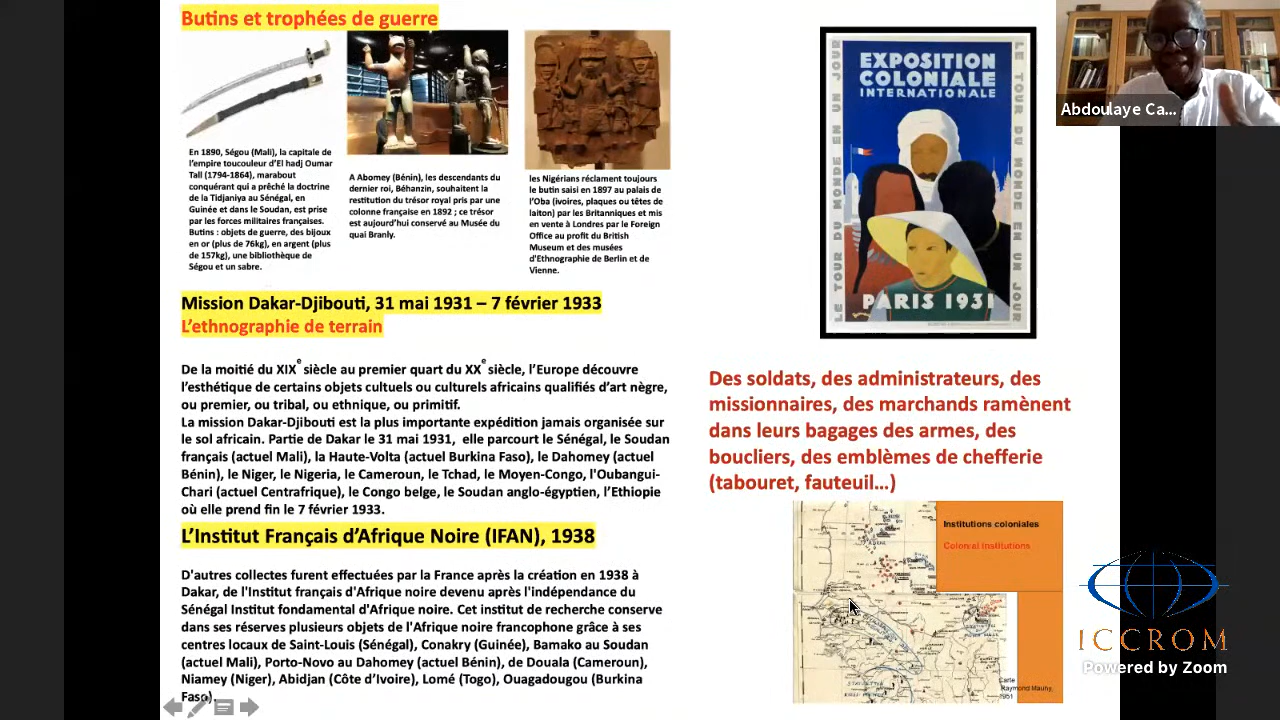 Butins et trophées de guerre
En 1890, Ségou (Mali), la capitale de
l'empire toucouleur d'El hadj Oumar
Tall (1794-1864), marabout
conquérant qui a prêché la doctrine
de la Tidjaniya au Sénégal, en
Guinée et dans le Soudan, est prise
par les forces militaires françaises.
Butins : objets de guerre, des bijoux
en or (plus de 76kg), en argent (plus
de 157kg), une bibliothèque de
Ségou et un sabre.
A Abomey (Bénin), les descendants du
dernier roi, Béhanzin, souhaitent la
restitution du trésor royal pris par une
colonne française en 1892 ; ce trésor
est aujourd'hui conservé au Musée du
quai Branly.
les Nigérians réclament toujours
le butin saisi en 1897 au palais de
l'Oba (ivoires, plaques ou têtes de
laiton) par les Britanniques et mis
en vente à Londres par le Foreign
Office au profit du British
Museum et des musées
d'Ethnographie de Berlin et de
Vienne.
Mission Dakar-Djibouti, 31 mai 1931 – 7 février 1933
L'ethnographie de terrain
De la moitié du XIXe siècle au premier quart du XXe siècle, l'Europe découvre
l'esthétique de certains objets cultuels ou culturels africains qualifiés d'art nègre,
ou premier, ou tribal, ou ethnique, ou primitif.
La mission Dakar-Djibouti est la plus importante expédition jamais organisée sur
le sol africain. Partie de Dakar le 31 mai 1931, elle parcourt le Sénégal, le Soudan
français (actuel Mali), la Haute-Volta (actuel Burkina Faso), le Dahomey (actuel
Bénin), le Niger, le Nigeria, le Cameroun, le Tchad, le Moyen-Congo, l'Oubangui-
Chari (actuel Centrafrique), le Congo belge, le Soudan anglo-égyptien, l'Ethiopie
où elle prend fin le 7 février 1933.
L'Institut Français d'Afrique Noire (IFAN), 1938
D'autres collectes furent effectuées par la France après la création en 1938 à
Dakar, de l'Institut français d'Afrique noire devenu après l'indépendance du
Sénégal Institut fondamental d'Afrique noire. Cet institut de recherche conserve
dans ses réserves plusieurs objets de l'Afrique noire francophone grâce à ses
centres locaux de Saint-Louis (Sénégal), Conakry (Guinée), Bamako au Soudan
(actuel Mali), Porto-Novo au Dahomey (actuel Bénin), de Douala (Cameroun),
Niamey (Niger), Abidjan (Côte d'Ivoire), Lomé (Togo), Ouagadougou (Burkina
Faso).
EXPOSITION
COLONIALE
INTERNATIONALE
LE TOUR DU MONDE EN UN JOUR
LE TOUR DU MONDE EN UN JOUR
PARIS 1931
Des soldats, des administrateurs, des
missionnaires, des marchands ramènent
dans leurs bagages des armes, des
boucliers, des emblèmes de chefferie
(tabouret, fauteuil…)
Institutions coloniales
Colonial Institutions
Carte
Raymond Mauny,
1951
Abdoulaye Ca...
ICCROM
Powered by Zoom